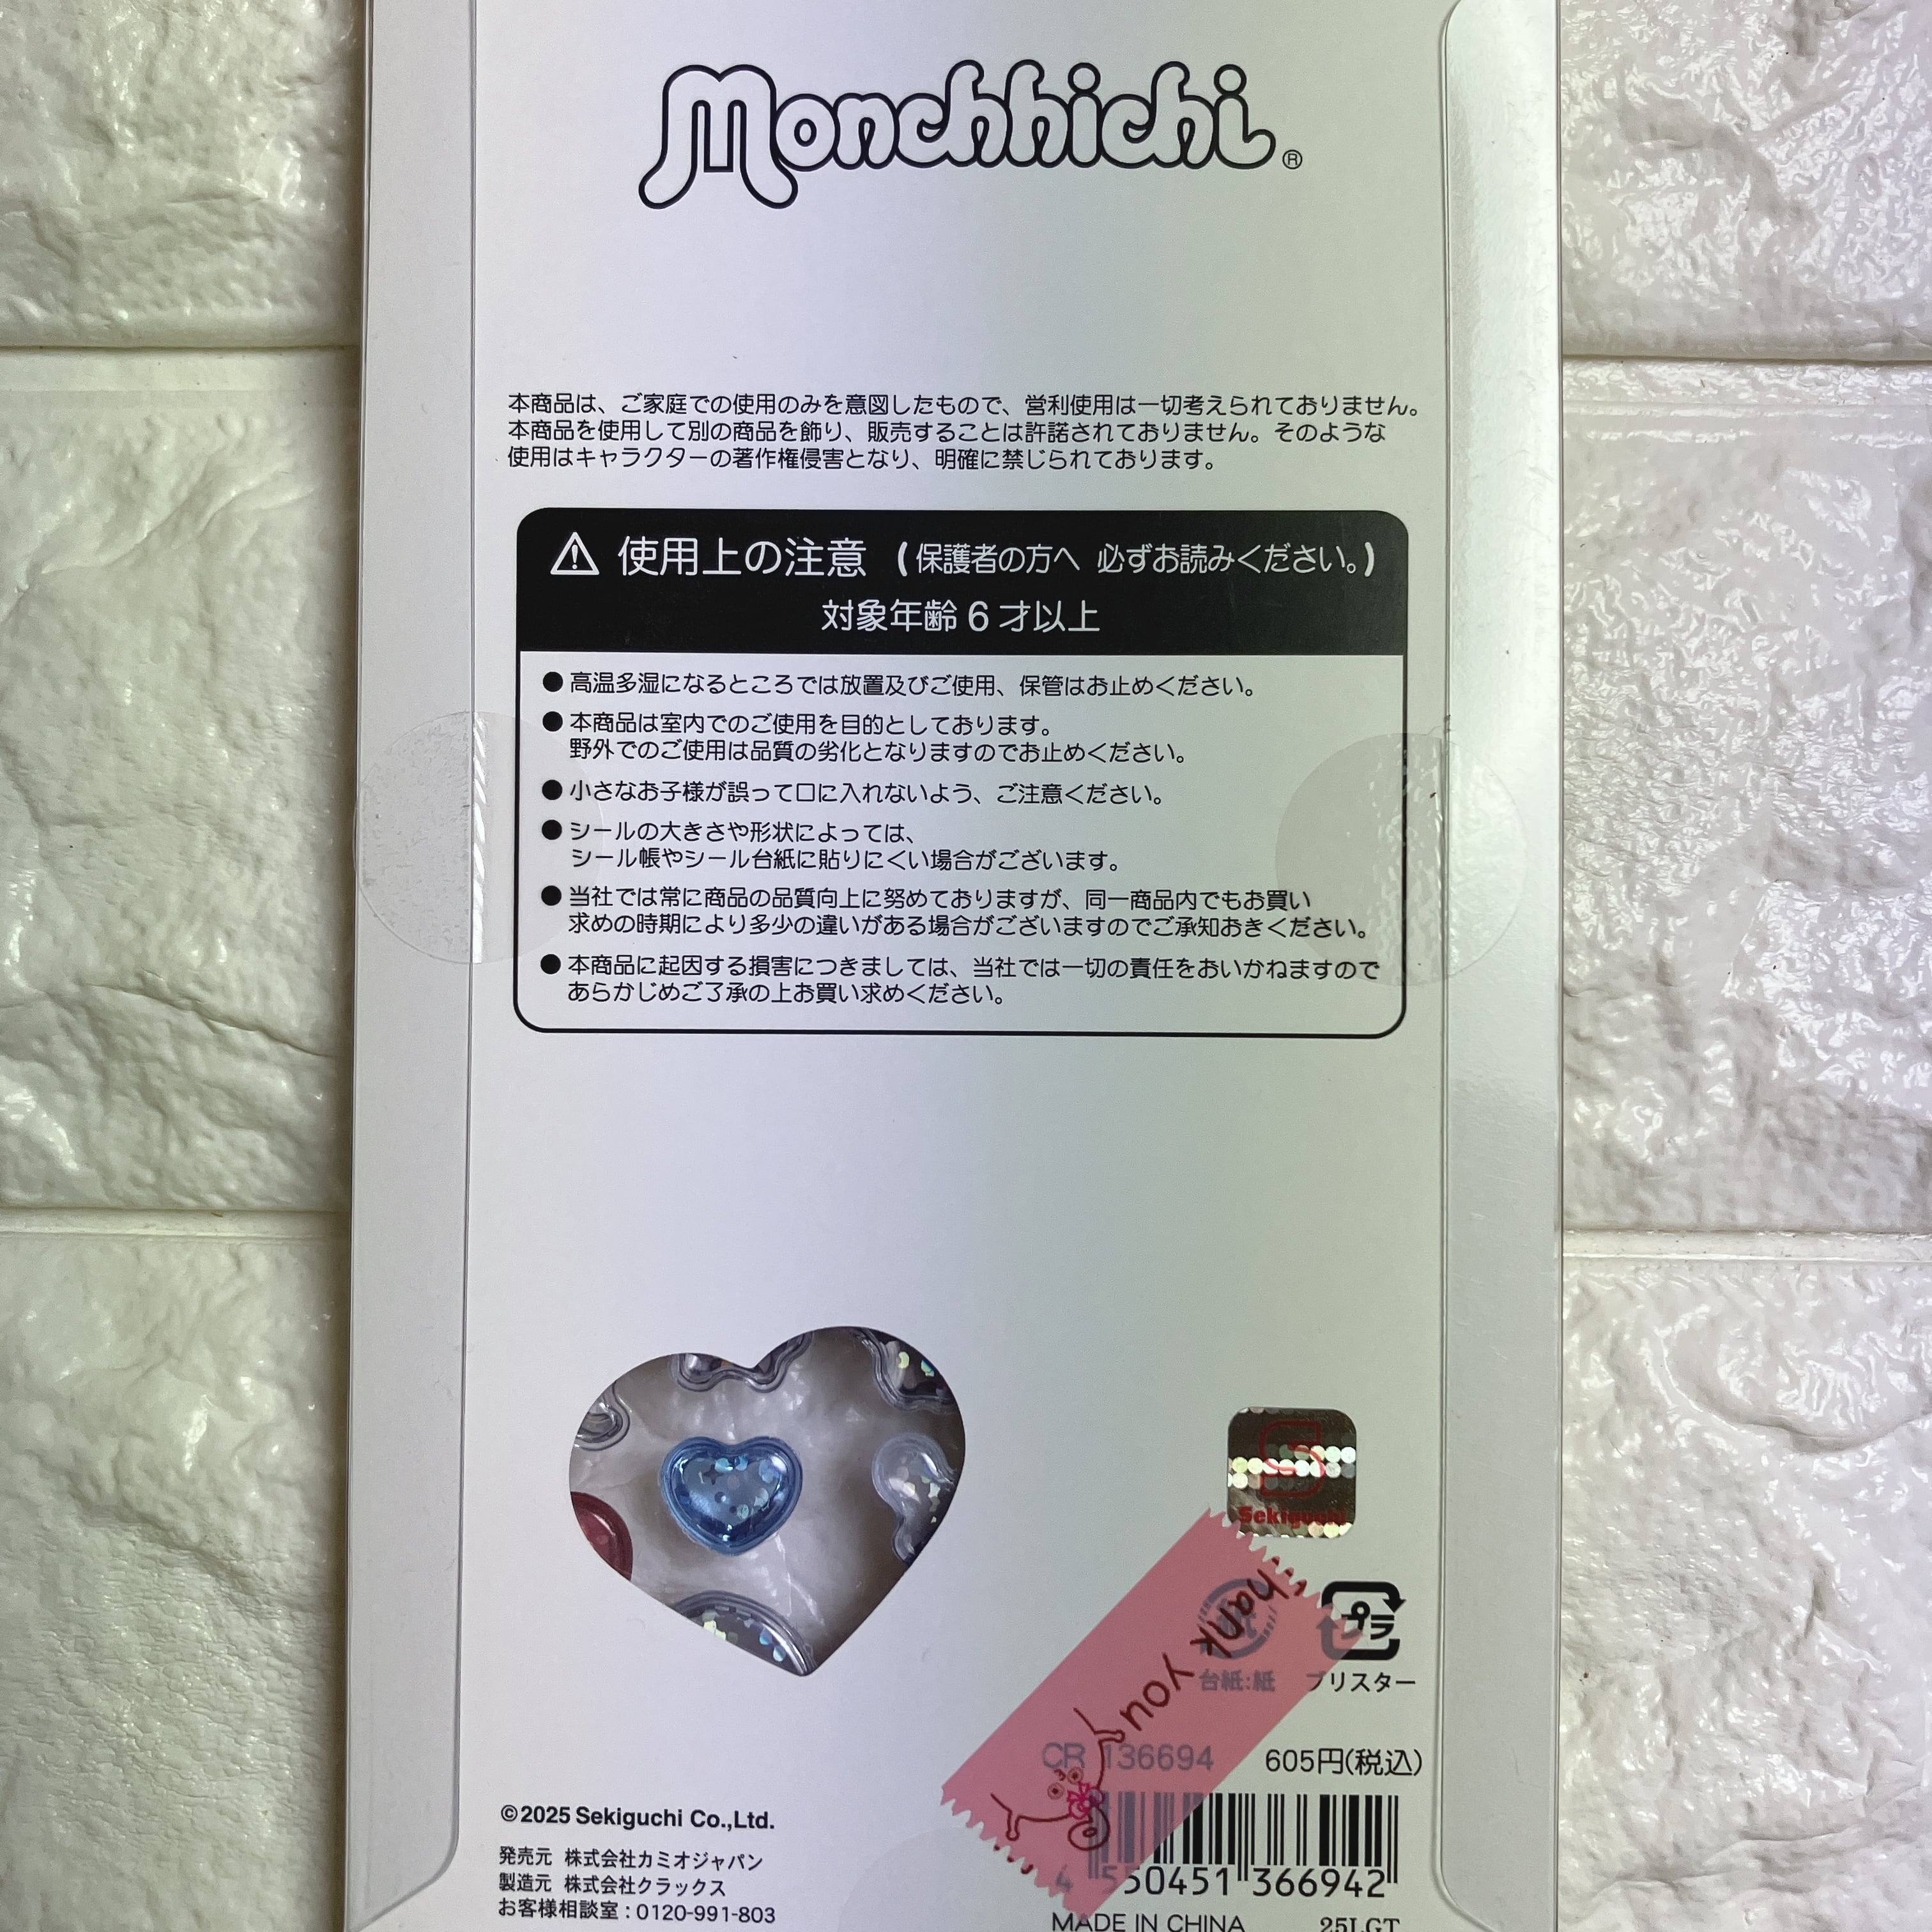 Monchhichi®
本商品は、ご家庭での使用のみを意図したもので、営利使用は一切考えられておりません。
本商品を使用して別の商品を飾り、販売することは許諾されておりません。そのような
使用はキャラクターの著作権侵害となり、明確に禁じられております。
使用上の注意 (保護者の方へ 必ずお読みください。)
対象年齢6才以上
●高温多湿になるところでは放置及びご使用、保管はお止めください。
●本商品は室内でのご使用を目的としております。
野外でのご使用は品質の劣化となりますのでお止めください。
●小さなお子様が誤って口に入れないよう、ご注意ください。
●シールの大きさや形状によっては、
シール帳やシール台紙に貼りにくい場合がございます。
●当社では常に商品の品質向上に努めておりますが、同一商品内でもお買い
求めの時期により多少の違いがある場合がございますのでご承知おきください。
●本商品に起因する損害につきましては、当社では一切の責任をおいかねますので
あらかじめご了承の上お買い求めください。
S
Sekiguchi
Thank You
プラ
台紙:紙
ブリスター
CR 136694
605円(税込)
4 550451 366942
MADE IN CHINA
25LGT
©2025 Sekiguchi Co.,Ltd.
発売元 株式会社カミオジャパン
製造元 株式会社クラックス
お客様相談室:0120-991-803